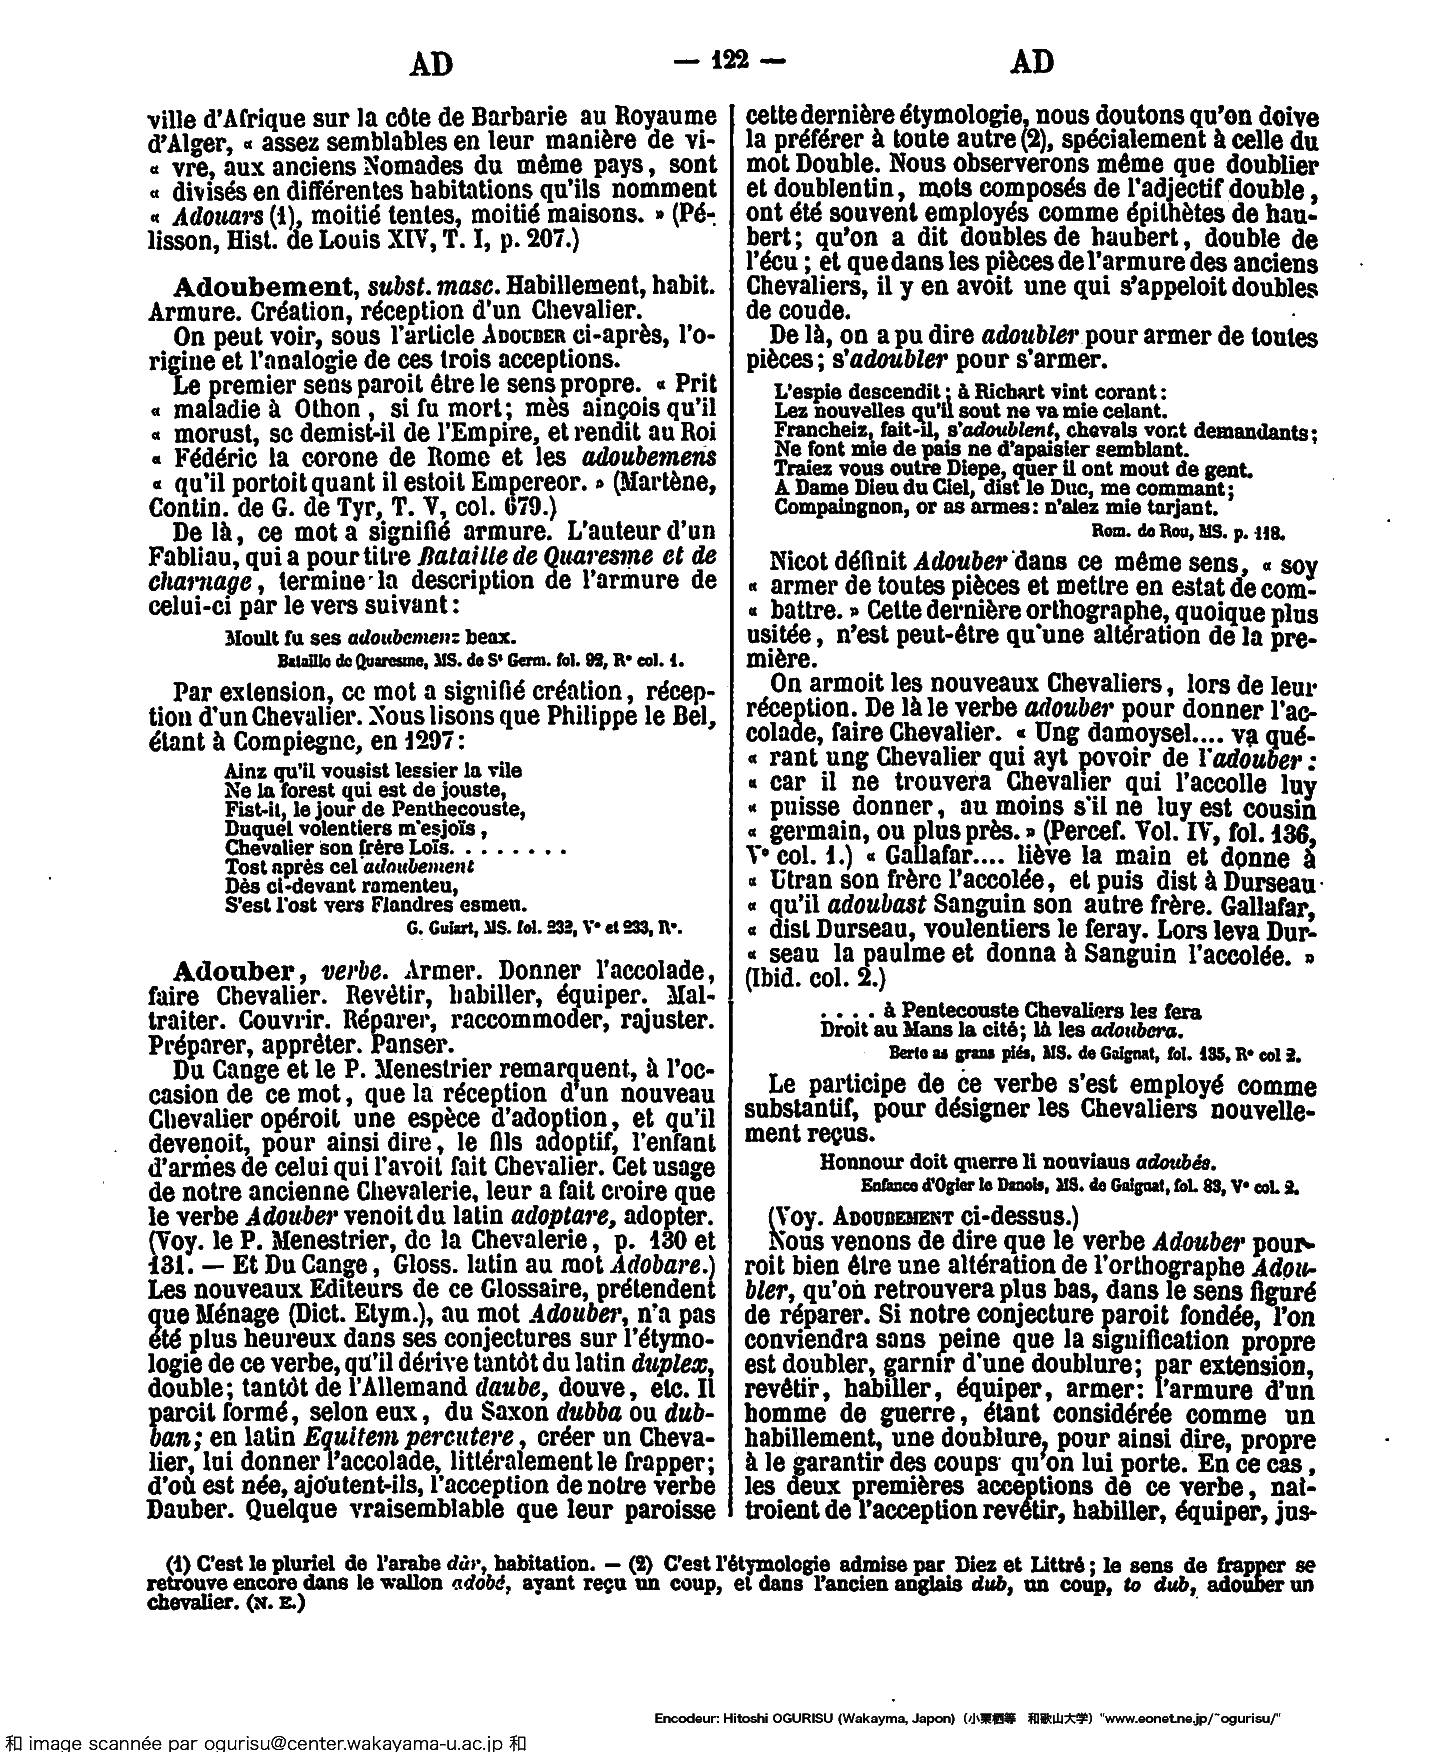 AD — 122 — AD
ville d'Afrique sur la côte de Barbarie au Royaume
d'Alger, « assez semblables en leur manière de vi-
« vre, aux anciens Nomades du même pays, sont
« divisés en différentes habitations qu'ils nomment
« Adouars (1), moitié tentes, moitié maisons. » (Pé-
lisson, Hist. de Louis XIV, T. I, p. 207.)
Adoubement, subst. masc. Habillement, habit.
Armure. Création, réception d'un Chevalier.
On peut voir, sous l'article ADOUBER ci-après, l'o-
rigine et l'analogie de ces trois acceptions.
Le premier sens paroit être le sens propre. « Prit
« maladie à Othon, si fu mort; mès ainçois qu'il
« morust, se demist-il de l'Empire, et rendit au Roi
« Fédéric la corone de Rome et les adoubemens
« qu'il portoit quant il estoit Empereor. » (Martène,
Contin. de G. de Tyr, T. V, col. 679.)
De là, ce mot a signifié armure. L'auteur d'un
Fabliau, qui a pour titre Bataille de Quaresme et de
charnage, termine la description de l'armure de
celui-ci par le vers suivant :
Moult fu ses adoubemenz beax.
Bataille de Quaresme, MS. de St Germ. fol. 92, R° col. 1.
Par extension, ce mot a signifié création, récep-
tion d'un Chevalier. Nous lisons que Philippe le Bel,
étant à Compiegne, en 1297 :
Ainz qu'il vousist lessier la vile
Ne la forest qui est de jouste,
Fist-il, le jour de Penthecouste,
Duquel volentiers m'esjoïs,
Chevalier son frère Loïs. . . . . . . .
Tost après cel adoubement
Dès ci-devant ramenteu,
S'est l'ost vers Flandres esmeu.
G. Guiart, MS. fol. 232, V° et 233, R°.
Adouber, verbe. Armer. Donner l'accolade,
faire Chevalier. Revêtir, habiller, équiper. Mal-
traiter. Couvrir. Réparer, raccommoder, rajuster.
Préparer, apprêter. Panser.
Du Cange et le P. Menestrier remarquent, à l'oc-
casion de ce mot, que la réception d'un nouveau
Chevalier opéroit une espèce d'adoption, et qu'il
devenoit, pour ainsi dire, le fils adoptif, l'enfant
d'armes de celui qui l'avoit fait Chevalier. Cet usage
de notre ancienne Chevalerie, leur a fait croire que
le verbe Adouber venoit du latin adoptare, adopter.
(Voy. le P. Menestrier, de la Chevalerie, p. 130 et
131. — Et Du Cange, Gloss. latin au mot Adobare.)
Les nouveaux Editeurs de ce Glossaire, prétendent
que Ménage (Dict. Etym.), au mot Adouber, n'a pas
été plus heureux dans ses conjectures sur l'étymo-
logie de ce verbe, qu'il dérive tantôt du latin duplex,
double; tantôt de l'Allemand daube, douve, etc. Il
paroit formé, selon eux, du Saxon dubba ou dub-
ban; en latin Equitem percutere, créer un Cheva-
lier, lui donner l'accolade, littéralement le frapper;
d'où est née, ajoutent-ils, l'acception de notre verbe
Dauber. Quelque vraisemblable que leur paroisse
cette dernière étymologie, nous doutons qu'on doive
la préférer à toute autre (2), spécialement à celle du
mot Double. Nous observerons même que doublier
et doublentin, mots composés de l'adjectif double,
ont été souvent employés comme épithètes de hau-
bert; qu'on a dit doubles de haubert, double de
l'écu; et que dans les pièces de l'armure des anciens
Chevaliers, il y en avoit une qui s'appeloit doubles
de coude.
De là, on a pu dire adoubler pour armer de toutes
pièces; s'adoubler pour s'armer.
L'espie descendit; à Richart vint corant :
Lez nouvelles qu'il sout ne va mie celant.
Francheiz, fait-il, s'adoublent, chevals vont demandants;
Ne font mie de pais ne d'apaisier semblant.
Traiez vous outre Diepe, quer il ont mout de gent.
A Dame Dieu du Ciel, dist le Duc, me commant;
Compaingnon, or as armes : n'alez mie tarjant.
Rom. de Rou, MS. p. 118.
Nicot définit Adouber dans ce même sens, « soy
« armer de toutes pièces et mettre en estat de com-
« battre. » Cette dernière orthographe, quoique plus
usitée, n'est peut-être qu'une altération de la pre-
mière.
On armoit les nouveaux Chevaliers, lors de leur
réception. De là le verbe adouber pour donner l'ac-
colade, faire Chevalier. « Ung damoysel.... va qué-
« rant ung Chevalier qui ayt povoir de l'adouber :
« car il ne trouvera Chevalier qui l'accolle luy
« puisse donner, au moins s'il ne luy est cousin
« germain, ou plus près. » (Percef. Vol. IV, fol. 136,
V° col. 1.) « Gallafar.... liève la main et donne à
« Utran son frère l'accolée, et puis dist à Durseau
« qu'il adoubast Sanguin son autre frère. Gallafar,
« dist Durseau, voulentiers le feray. Lors leva Dur-
« seau la paulme et donna à Sanguin l'accolée. »
(Ibid. col. 2.)
. . . . à Pentecouste Chevaliers les fera
Droit au Mans la cité; là les adoubera.
Berte as grans piés, MS. de Gaignat, fol. 135, R° col 2.
Le participe de ce verbe s'est employé comme
substantif, pour désigner les Chevaliers nouvelle-
ment reçus.
Honnour doit querre li nouviaus adoubés.
Enfance d'Ogier le Danois, MS. de Gaignat, fol. 83, V° col. 2.
(Voy. ADOUBEMENT ci-dessus.)
Nous venons de dire que le verbe Adouber pour-
roit bien être une altération de l'orthographe Adou-
bler, qu'on retrouvera plus bas, dans le sens figuré
de réparer. Si notre conjecture paroit fondée, l'on
conviendra sans peine que la signification propre
est doubler, garnir d'une doublure; par extension,
revêtir, habiller, équiper, armer: l'armure d'un
homme de guerre, étant considérée comme un
habillement, une doublure, pour ainsi dire, propre
à le garantir des coups qu'on lui porte. En ce cas,
les deux premières acceptions de ce verbe, naî-
troient de l'acception revêtir, habiller, équiper, jus-
(1) C'est le pluriel de l'arabe dàr, habitation. — (2) C'est l'étymologie admise par Diez et Littré; le sens de frapper se
retrouve encore dans le wallon adobé, ayant reçu un coup, et dans l'ancien anglais dub, un coup, to dub, adouber un
chevalier. (N. E.)
Encodeur: Hitoshi OGURISU (Wakayma, Japon) (小栗栖等 和歌山大学) "www.eonet.ne.jp/~ogurisu/"
和 image scannée par ogurisu@center.wakayama-u.ac.jp 和